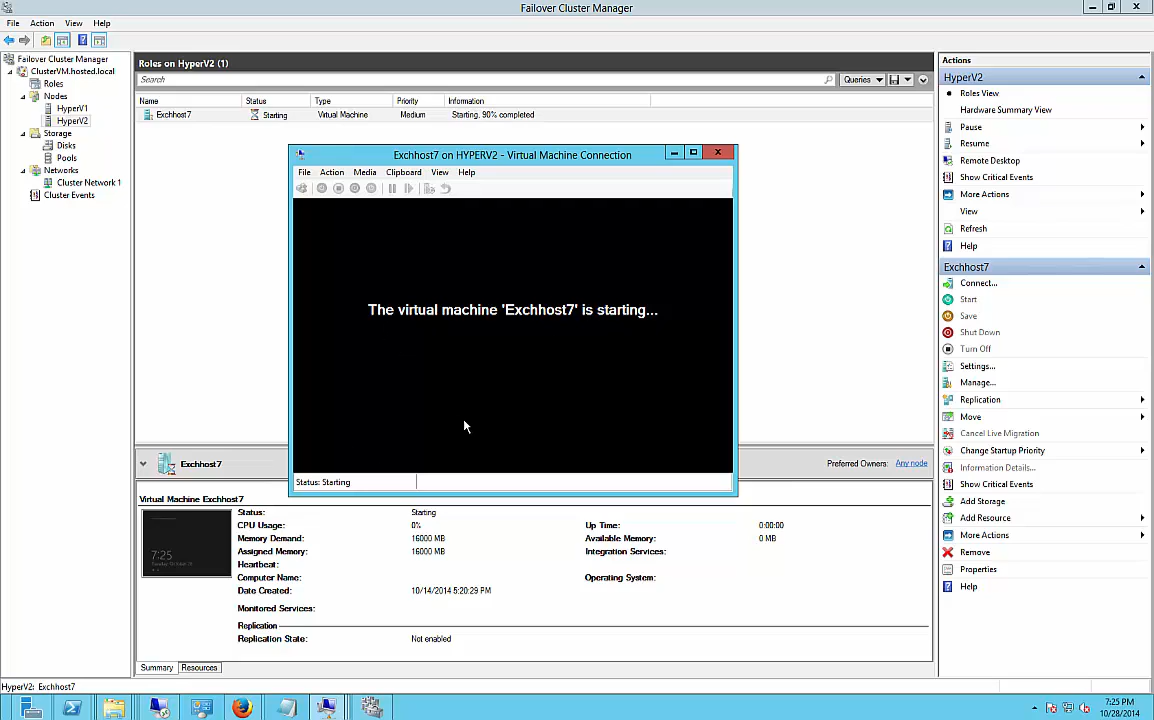 Failover Cluster Manager
File Action View Help
Failover Cluster Manager
ClusterVM.hosted.local
Roles
Nodes
HyperV1
HyperV2
Storage
Disks
Pools
Networks
Cluster Network 1
Cluster Events
Roles on HyperV2 (1)
Search
Queries
Name Status Type Priority Information
Exchhost7 Starting Virtual Machine Medium Starting, 90% completed
Exchhost7 on HYPERV2 - Virtual Machine Connection
File Action Media Clipboard View Help
The virtual machine 'Exchhost7' is starting...
Status: Starting
Exchhost7
Preferred Owners: Any node
Virtual Machine Exchhost7
7:25
Status: Starting
CPU Usage: 0% Up Time: 0:00:00
Memory Demand: 16000 MB Available Memory: 0 MB
Assigned Memory: 16000 MB Integration Services:
Heartbeat:
Computer Name: Operating System:
Date Created: 10/14/2014 5:20:29 PM
Monitored Services:
Replication
Replication State: Not enabled
Summary Resources
Actions
HyperV2
Roles View
Hardware Summary View
Pause
Resume
Remote Desktop
Show Critical Events
More Actions
View
Refresh
Help
Exchhost7
Connect...
Start
Save
Shut Down
Turn Off
Settings...
Manage...
Replication
Move
Cancel Live Migration
Change Startup Priority
Information Details...
Show Critical Events
Add Storage
Add Resource
More Actions
Remove
Properties
Help
HyperV2: Exchhost7
7:25 PM
10/28/2014